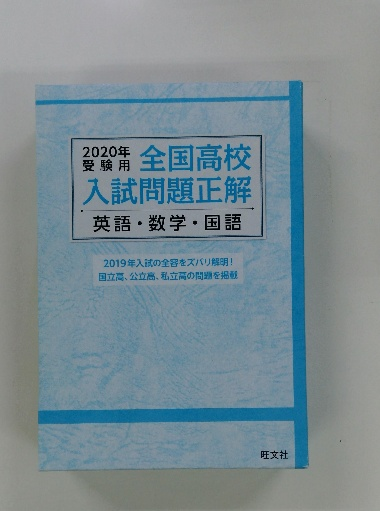 2020年
受験用 全国高校
入試問題正解
英語・数学・国語
2019年入試の全容をズバリ解明!
国立高、公立高、私立高の問題を掲載
旺文社